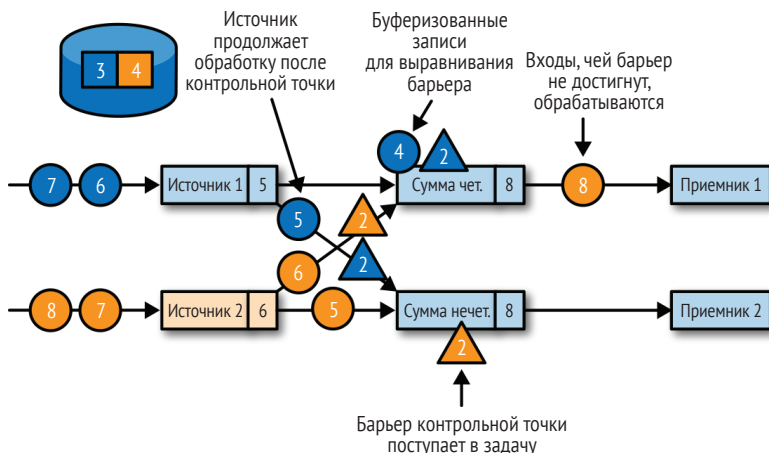 Источник
продолжает
обработку после
контрольной точки
Буферизованные
записи
для выравнивания
барьера
Входы, чей барьер
не достигнут,
обрабатываются
3 4
4 2
7 6 Источник 1 5 Сумма чет. 8 8 Приемник 1
5 2
6 2
8 7 Источник 2 6 5 Сумма нечет. 8 Приемник 2
2
Барьер контрольной точки
поступает в задачу